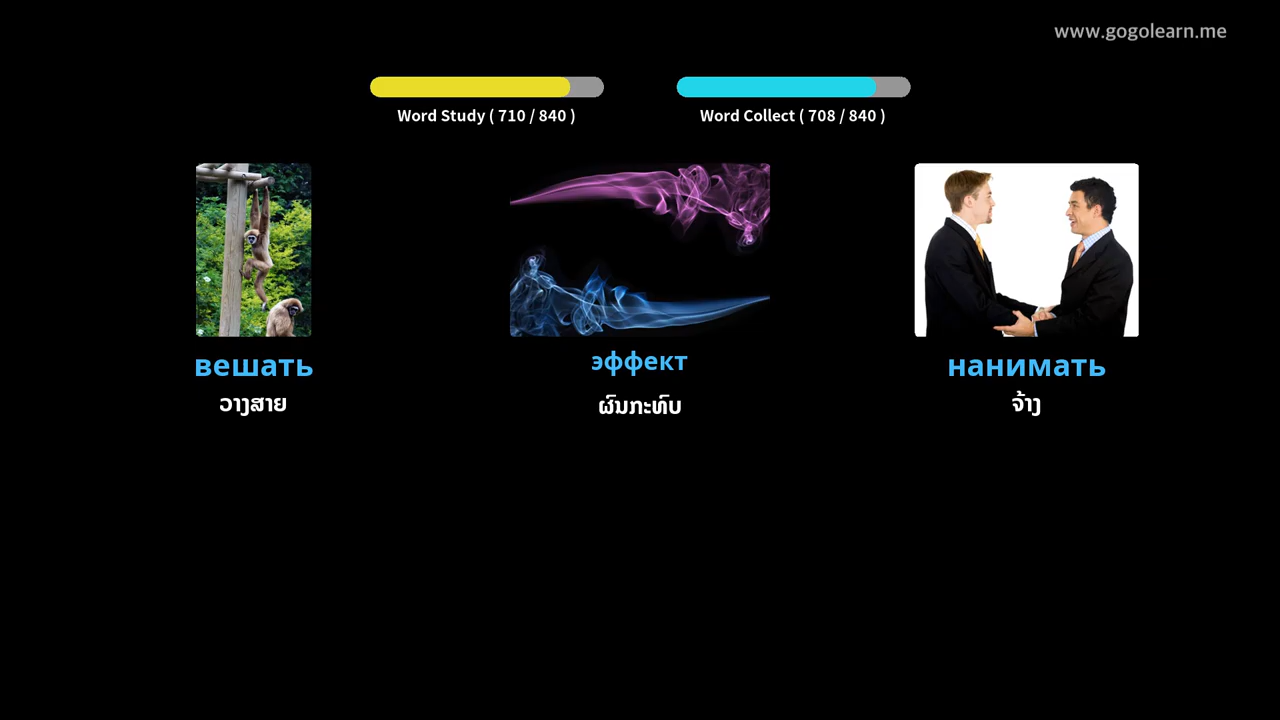 www.gogolearn.me
Word Study ( 710 / 840 )
Word Collect ( 708 / 840 )
вешать
эффект
нанимать
ວາງສາຍ
ຜົນກະທົບ
ຈ້າງ